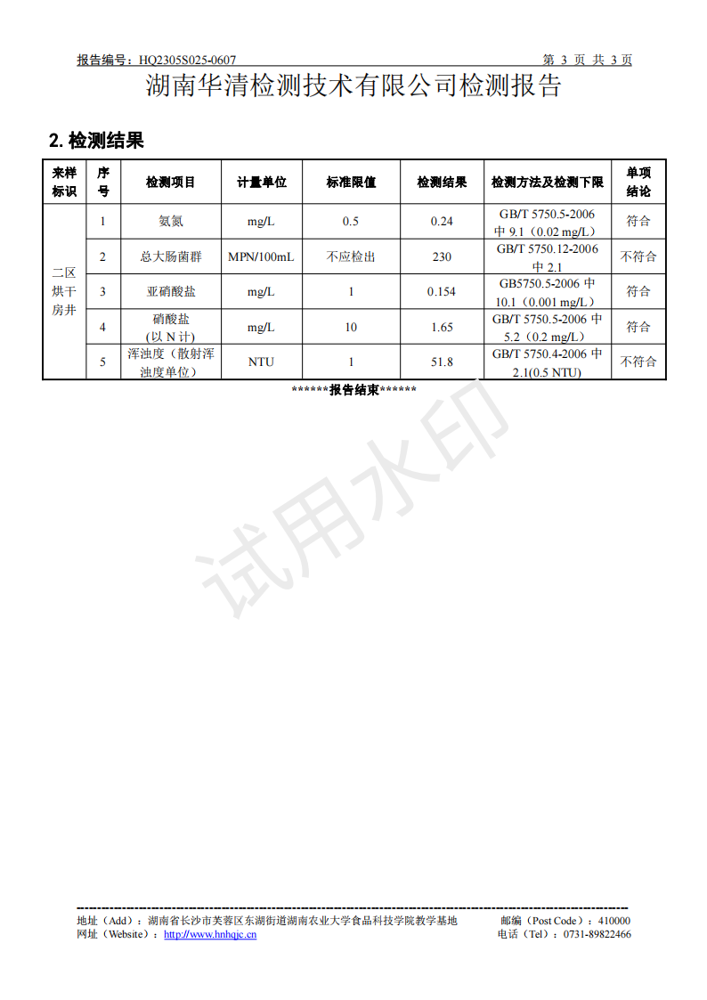 报告编号：HQ2305S025-0607 第 3 页 共 3 页
湖南华清检测技术有限公司检测报告
2.检测结果
来样标识 序号 检测项目 计量单位 标准限值 检测结果 检测方法及检测下限 单项结论
二区烘干房井
1 氨氮 mg/L 0.5 0.24 GB/T 5750.5-2006 中 9.1（0.02 mg/L） 符合
2 总大肠菌群 MPN/100mL 不应检出 230 GB/T 5750.12-2006 中 2.1 不符合
3 亚硝酸盐 mg/L 1 0.154 GB5750.5-2006 中 10.1（0.001 mg/L） 符合
4 硝酸盐(以 N 计) mg/L 10 1.65 GB/T 5750.5-2006 中 5.2（0.2 mg/L） 符合
5 浑浊度（散射浑浊度单位） NTU 1 51.8 GB/T 5750.4-2006 中 2.1(0.5 NTU) 不符合
******报告结束******
试用水印
地址（Add）：湖南省长沙市芙蓉区东湖街道湖南农业大学食品科技学院教学基地 邮编（Post Code）：410000
网址（Website）：http://www.hnhqjc.cn 电话（Tel）：0731-89822466